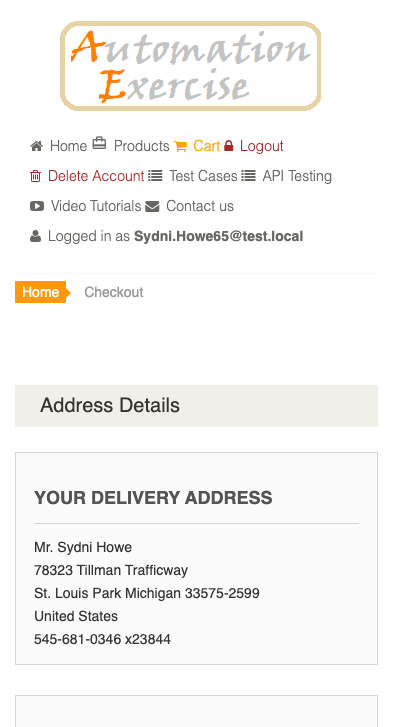 Automation
Exercise
Home Products Cart Logout
Delete Account Test Cases API Testing
Video Tutorials Contact us
Logged in as Sydni.Howe65@test.local
Home Checkout
Address Details
YOUR DELIVERY ADDRESS
Mr. Sydni Howe
78323 Tillman Trafficway
St. Louis Park Michigan 33575-2599
United States
545-681-0346 x23844